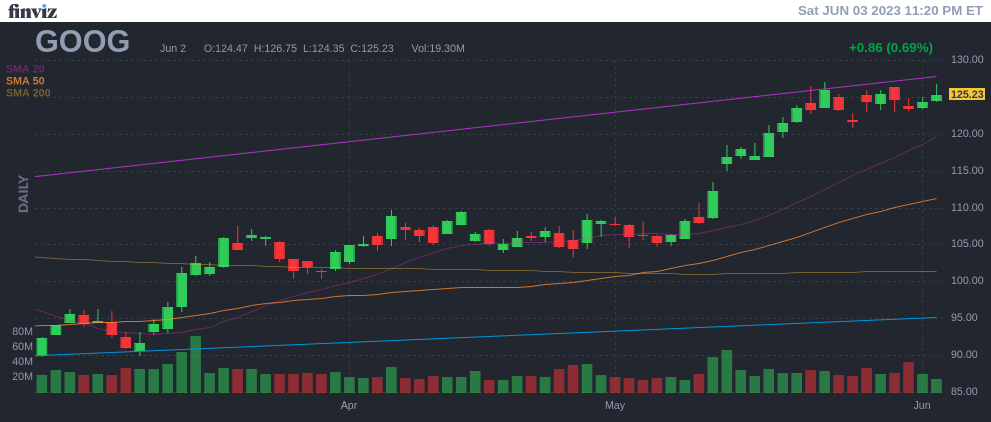 finviz
Sat JUN 03 2023 11:20 PM ET
GOOG
Jun 2 O:124.47 H:126.75 L:124.35 C:125.23 Vol:19.30M
+0.86 (0.69%)
SMA 20
SMA 50
SMA 200
DAILY
130.00
125.23
120.00
115.00
110.00
105.00
100.00
95.00
90.00
85.00
80M
60M
40M
20M
Apr May Jun